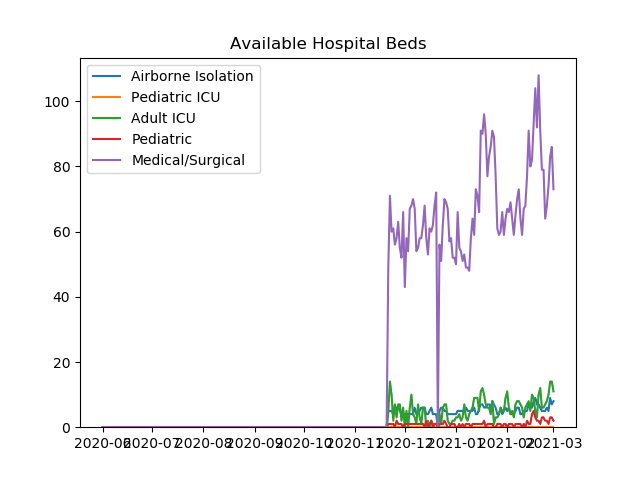 Available Hospital Beds
Airborne Isolation
Pediatric ICU
Adult ICU
Pediatric
Medical/Surgical
100
80
60
40
20
0
2020-06 2020-07 2020-08 2020-09 2020-10 2020-11 2020-12 2021-01 2021-02 2021-03